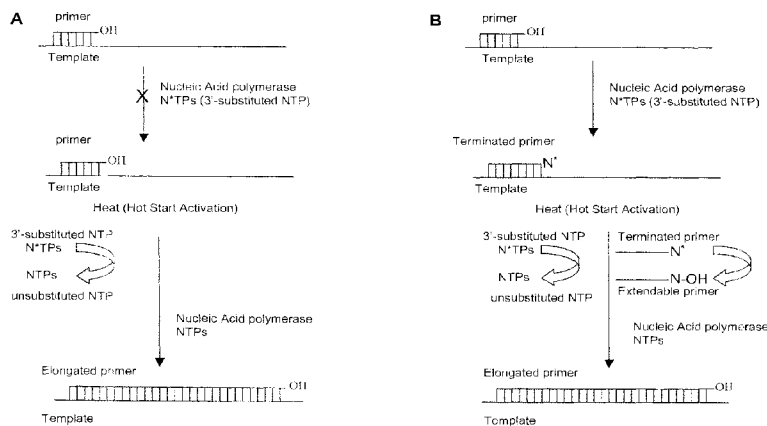 A
primer
OH
Template
X
Nucleic Acid polymerase
N*TPs (3'-substituted NTP)
primer
OH
Template
Heat (Hot Start Activation)
3'-substituted NTP
N*TPs
NTPs
unsubstituted NTP
Nucleic Acid polymerase
NTPs
Elongated primer
OH
Template
B
primer
OH
Template
Nucleic Acid polymerase
N*TPs (3'-substituted NTP)
Terminated primer
N*
Template
Heat (Hot Start Activation)
3'-substituted NTP
N*TPs
NTPs
unsubstituted NTP
Terminated primer
N*
N-OH
Extendable primer
Nucleic Acid polymerase
NTPs
Elongated primer
OH
Template